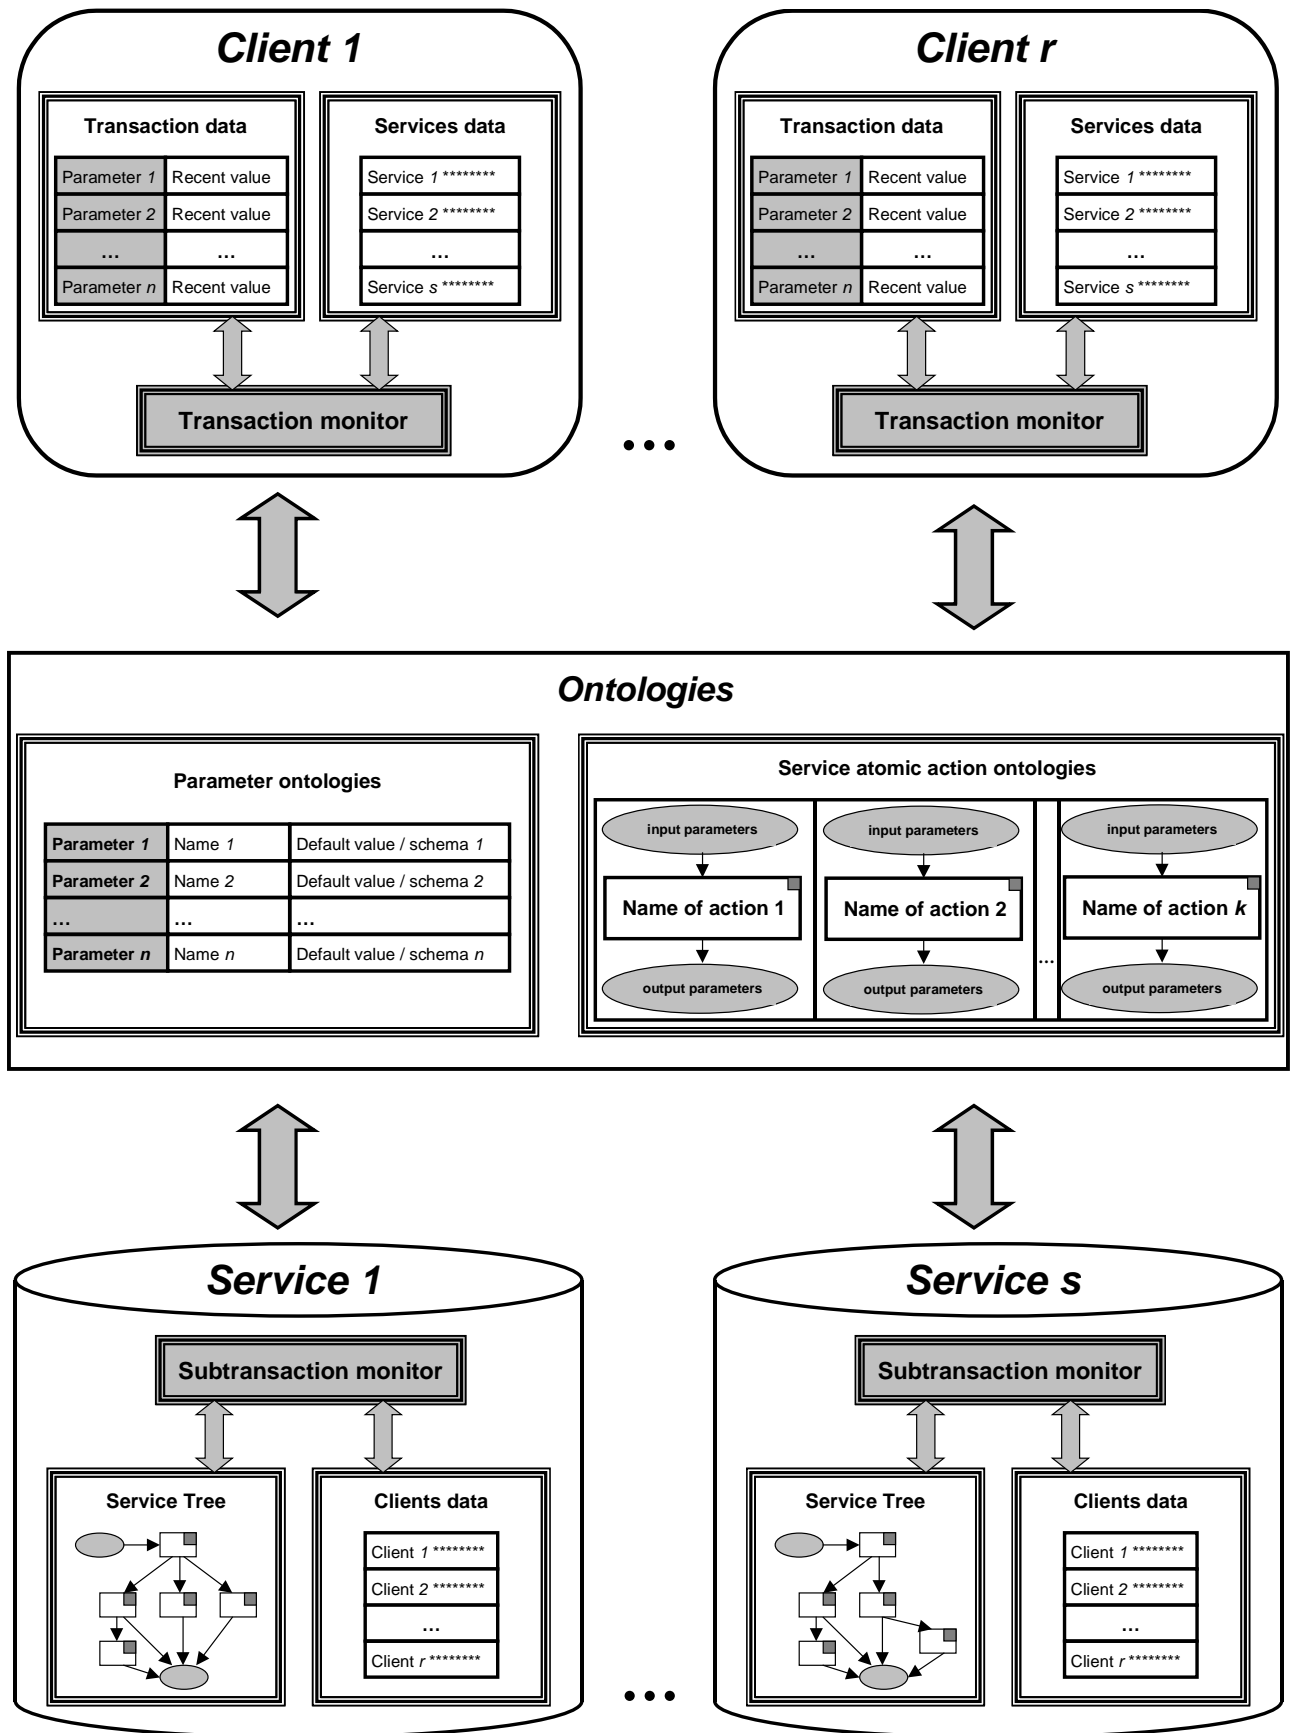 Client 1
Transaction data
Parameter 1 Recent value
Parameter 2 Recent value
... ...
Parameter n Recent value
Services data
Service 1 ********
Service 2 ********
...
Service s ********
Transaction monitor
...
Client r
Transaction data
Parameter 1 Recent value
Parameter 2 Recent value
... ...
Parameter n Recent value
Services data
Service 1 ********
Service 2 ********
...
Service s ********
Transaction monitor
Ontologies
Parameter ontologies
Parameter 1 Name 1 Default value / schema 1
Parameter 2 Name 2 Default value / schema 2
... ... ...
Parameter n Name n Default value / schema n
Service atomic action ontologies
input parameters
Name of action 1
output parameters
input parameters
Name of action 2
output parameters
...
input parameters
Name of action k
output parameters
Service 1
Subtransaction monitor
Service Tree
Clients data
Client 1 ********
Client 2 ********
...
Client r ********
...
Service s
Subtransaction monitor
Service Tree
Clients data
Client 1 ********
Client 2 ********
...
Client r ********